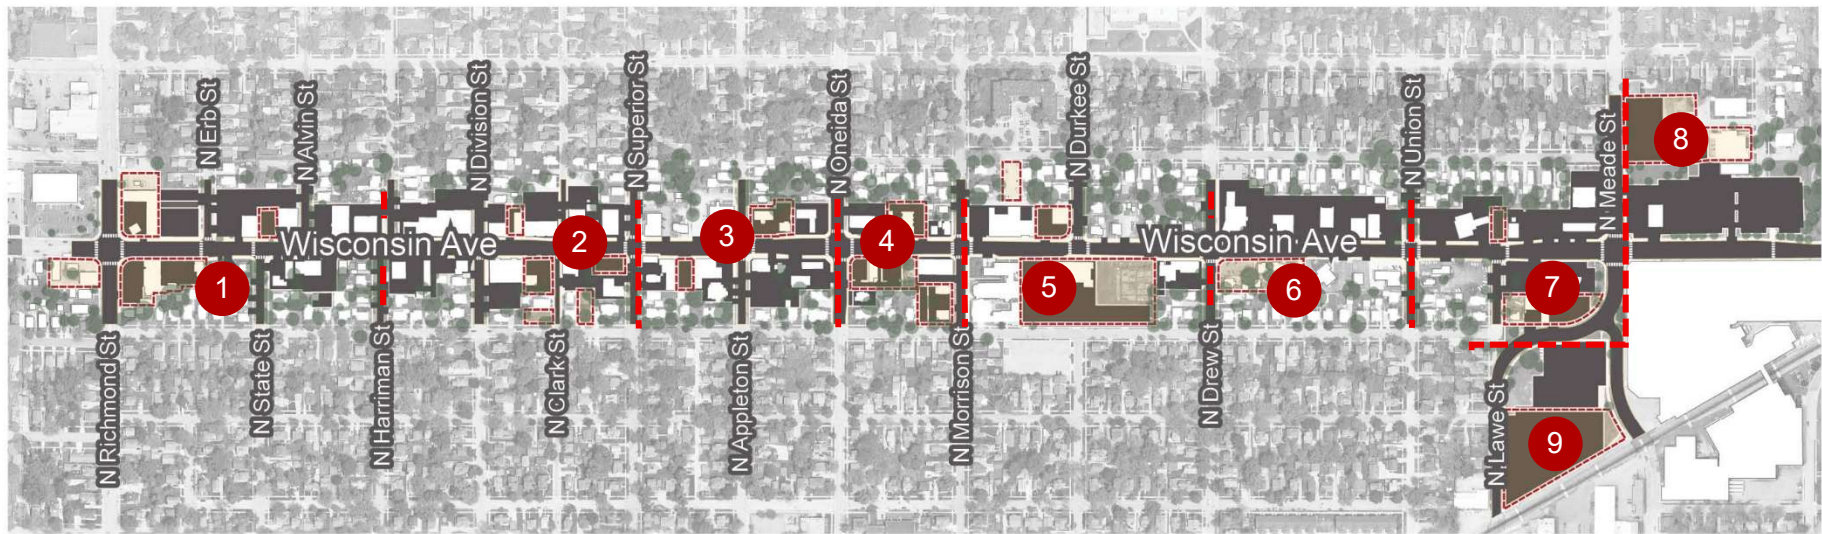 N Erb St
N Alvin St
N Division St
N Superior St
N Oneida St
N Durkee St
N Union St
N Meade St
8
Wisconsin Ave
2
3
4
Wisconsin Ave
1
5
6
7
N Richmond St
N State St
N Harriman St
N Clark St
N Appleton St
N Morrison St
N Drew St
N Lawe St
9